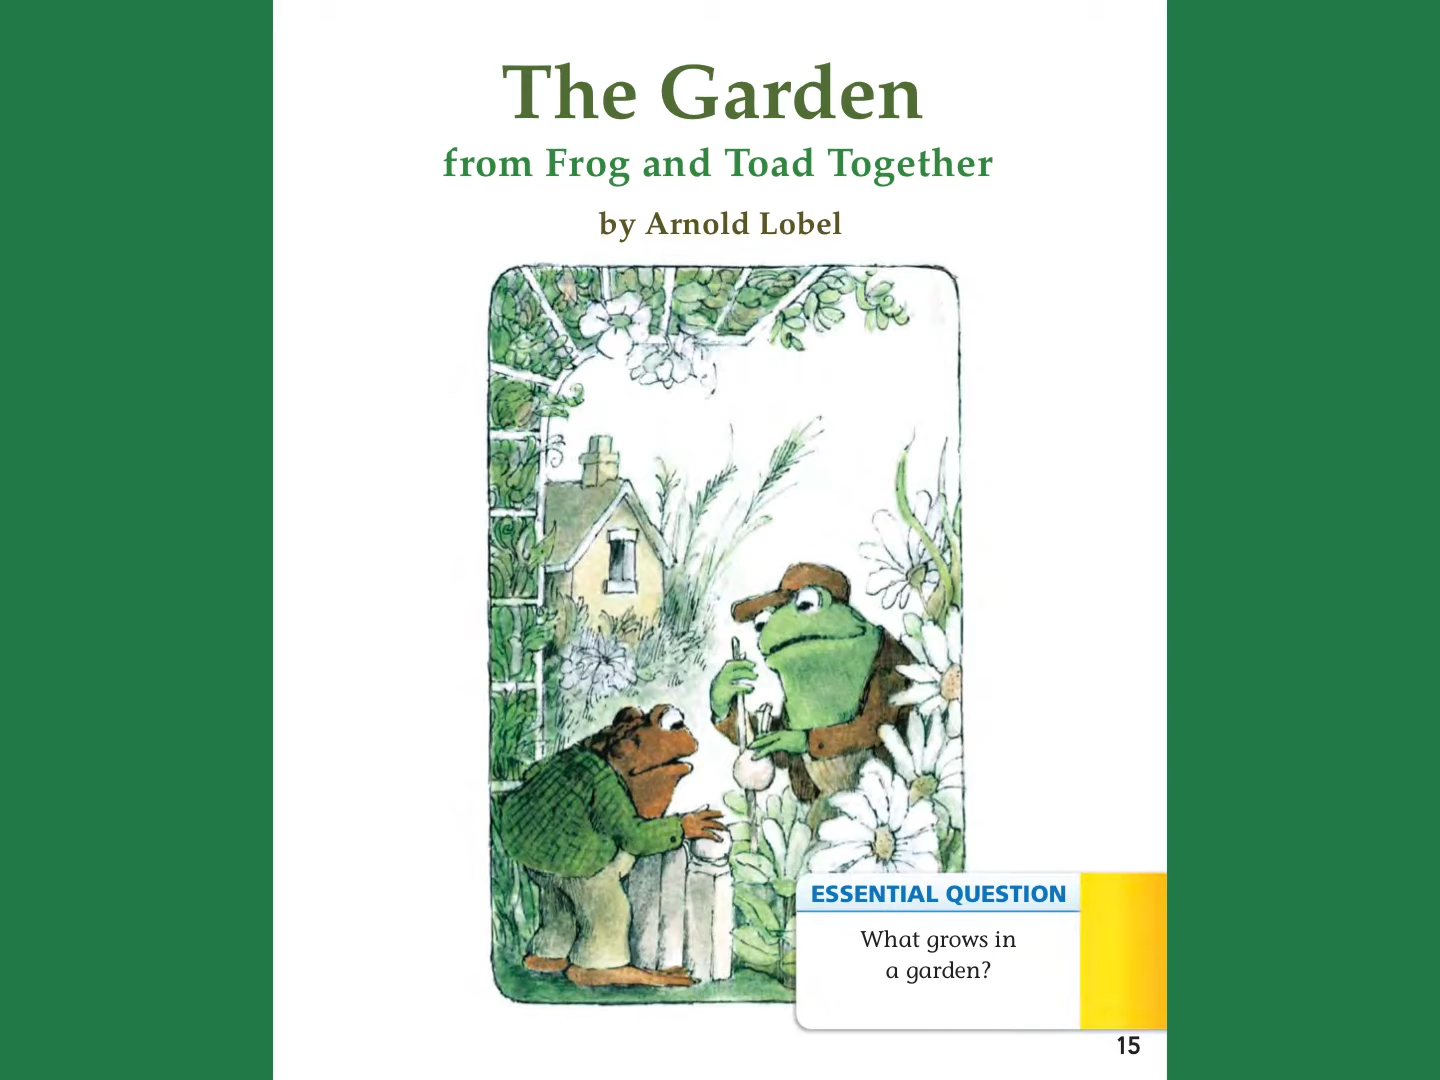 The Garden
from Frog and Toad Together
by Arnold Lobel
ESSENTIAL QUESTION
What grows in
a garden?
15